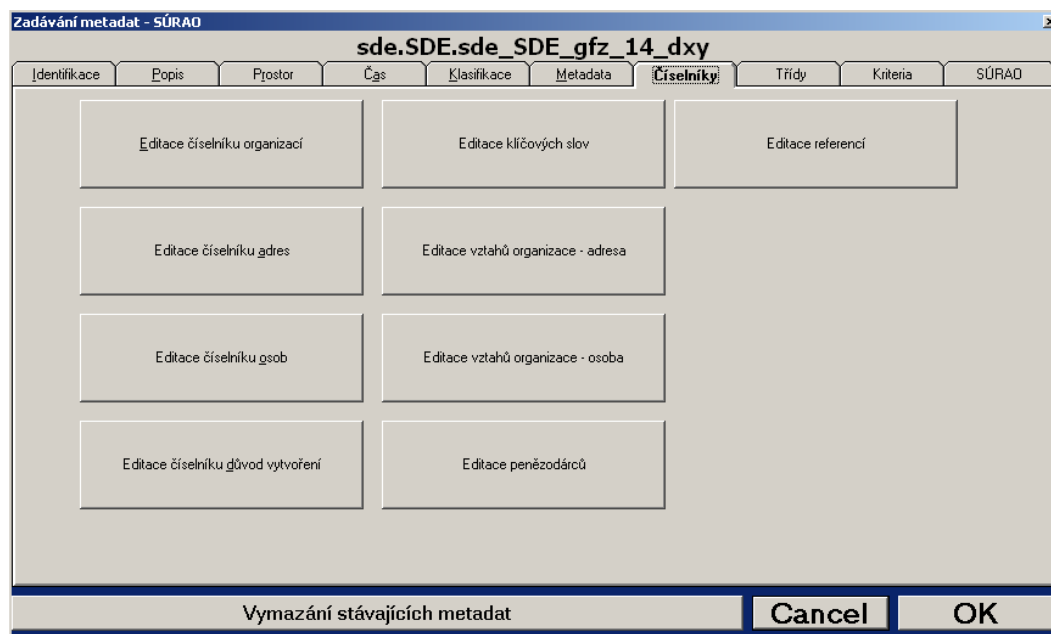 Zadávání metadat - SÚRAO
sde.SDE.sde_SDE_gfz_14_dxy
Identifikace Popis Prostor Čas Klasifikace Metadata Číselníky Třídy Kriteria SÚRAO
Editace číselníku organizací Editace klíčových slov Editace referencí
Editace číselníku adres Editace vztahů organizace - adresa
Editace číselníku osob Editace vztahů organizace - osoba
Editace číselníku důvod vytvoření Editace penězodárců
Vymazání stávajících metadat Cancel OK